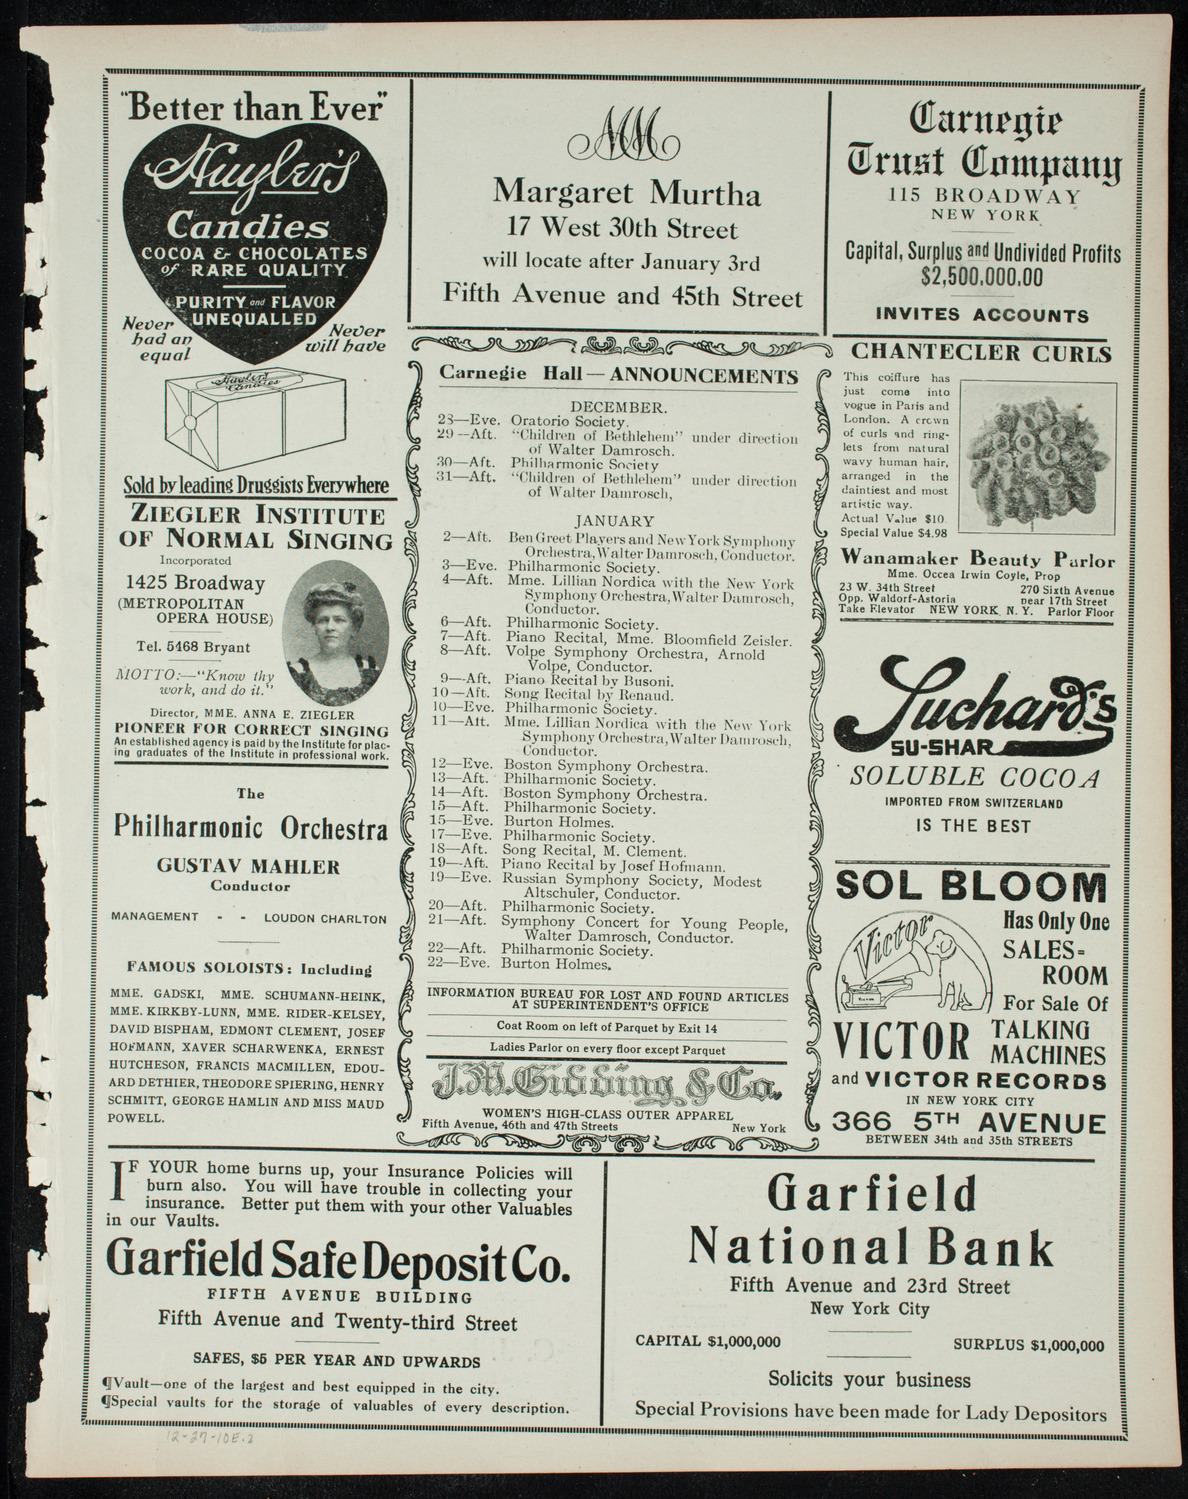 "Better than Ever"
Huyler's
Candies
COCOA & CHOCOLATES
of RARE QUALITY
PURITY and FLAVOR
UNEQUALLED
Never
had an
equal
Never
will have
Huyler's
Candies
Sold by leading Druggists Everywhere
ZIEGLER INSTITUTE
OF NORMAL SINGING
Incorporated
1425 Broadway
(METROPOLITAN
OPERA HOUSE)
Tel. 5468 Bryant
MOTTO:—"Know thy
work, and do it."
Director, MME. ANNA E. ZIEGLER
PIONEER FOR CORRECT SINGING
An established agency is paid by the Institute for plac-
ing graduates of the Institute in professional work.
The
Philharmonic Orchestra
GUSTAV MAHLER
Conductor
MANAGEMENT - - LOUDON CHARLTON
FAMOUS SOLOISTS: Including
MME. GADSKI, MME. SCHUMANN-HEINK,
MME. KIRKBY-LUNN, MME. RIDER-KELSEY,
DAVID BISPHAM, EDMONT CLEMENT, JOSEF
HOFMANN, XAVER SCHARWENKA, ERNEST
HUTCHESON, FRANCIS MACMILLEN, EDOU-
ARD DETHIER, THEODORE SPIERING, HENRY
SCHMITT, GEORGE HAMLIN AND MISS MAUD
POWELL.
MM
Margaret Murtha
17 West 30th Street
will locate after January 3rd
Fifth Avenue and 45th Street
Carnegie Hall—ANNOUNCEMENTS
DECEMBER.
28—Eve. Oratorio Society.
29—Aft. "Children of Bethlehem" under direction
of Walter Damrosch.
30—Aft. Philharmonic Society
31—Aft. "Children of Bethlehem" under direction
of Walter Damrosch,
JANUARY
2—Aft. Ben Greet Players and New York Symphony
Orchestra, Walter Damrosch, Conductor.
3—Eve. Philharmonic Society.
4—Aft. Mme. Lillian Nordica with the New York
Symphony Orchestra, Walter Damrosch,
Conductor.
6—Aft. Philharmonic Society.
7—Aft. Piano Recital, Mme. Bloomfield Zeisler.
8—Aft. Volpe Symphony Orchestra, Arnold
Volpe, Conductor.
9—Aft. Piano Recital by Busoni.
10—Aft. Song Recital by Renaud.
10—Eve. Philharmonic Society.
11—Aft. Mme. Lillian Nordica with the New York
Symphony Orchestra, Walter Damrosch,
Conductor.
12—Eve. Boston Symphony Orchestra.
13—Aft. Philharmonic Society.
14—Aft. Boston Symphony Orchestra.
15—Aft. Philharmonic Society.
15—Eve. Burton Holmes.
17—Eve. Philharmonic Society.
18—Aft. Song Recital, M. Clement.
19—Aft. Piano Recital by Josef Hofmann.
19—Eve. Russian Symphony Society, Modest
Altschuler, Conductor.
20—Aft. Philharmonic Society.
21—Aft. Symphony Concert for Young People,
Walter Damrosch, Conductor.
22—Aft. Philharmonic Society.
22—Eve. Burton Holmes.
INFORMATION BUREAU FOR LOST AND FOUND ARTICLES
AT SUPERINTENDENT'S OFFICE
Coat Room on left of Parquet by Exit 14
Ladies Parlor on every floor except Parquet
J.M. Gidding & Co.
WOMEN'S HIGH-CLASS OUTER APPAREL
Fifth Avenue, 46th and 47th Streets New York
Carnegie
Trust Company
115 BROADWAY
NEW YORK
Capital, Surplus and Undivided Profits
$2,500,000.00
INVITES ACCOUNTS
CHANTECLER CURLS
This coiffure has
just come into
vogue in Paris and
London. A crown
of curls and ring-
lets from natural
wavy human hair,
arranged in the
daintiest and most
artistic way.
Actual Value $10.
Special Value $4.98
Wanamaker Beauty Parlor
Mme. Occea Irwin Coyle, Prop
23 W. 34th Street 270 Sixth Avenue
Opp. Waldorf-Astoria near 17th Street
Take Elevator NEW YORK, N. Y. Parlor Floor
Suchard's
SU-SHAR
SOLUBLE COCOA
IMPORTED FROM SWITZERLAND
IS THE BEST
SOL BLOOM
Victor
Has Only One
SALES-
ROOM
For Sale Of
VICTOR TALKING
MACHINES
and VICTOR RECORDS
IN NEW YORK CITY
366 5TH AVENUE
BETWEEN 34th and 35th STREETS
IF YOUR home burns up, your Insurance Policies will
burn also. You will have trouble in collecting your
insurance. Better put them with your other Valuables
in our Vaults.
Garfield Safe Deposit Co.
FIFTH AVENUE BUILDING
Fifth Avenue and Twenty-third Street
SAFES, $5 PER YEAR AND UPWARDS
¶Vault—one of the largest and best equipped in the city.
¶Special vaults for the storage of valuables of every description.
Garfield
National Bank
Fifth Avenue and 23rd Street
New York City
CAPITAL $1,000,000 SURPLUS $1,000,000
Solicits your business
Special Provisions have been made for Lady Depositors
12-27-10E.2